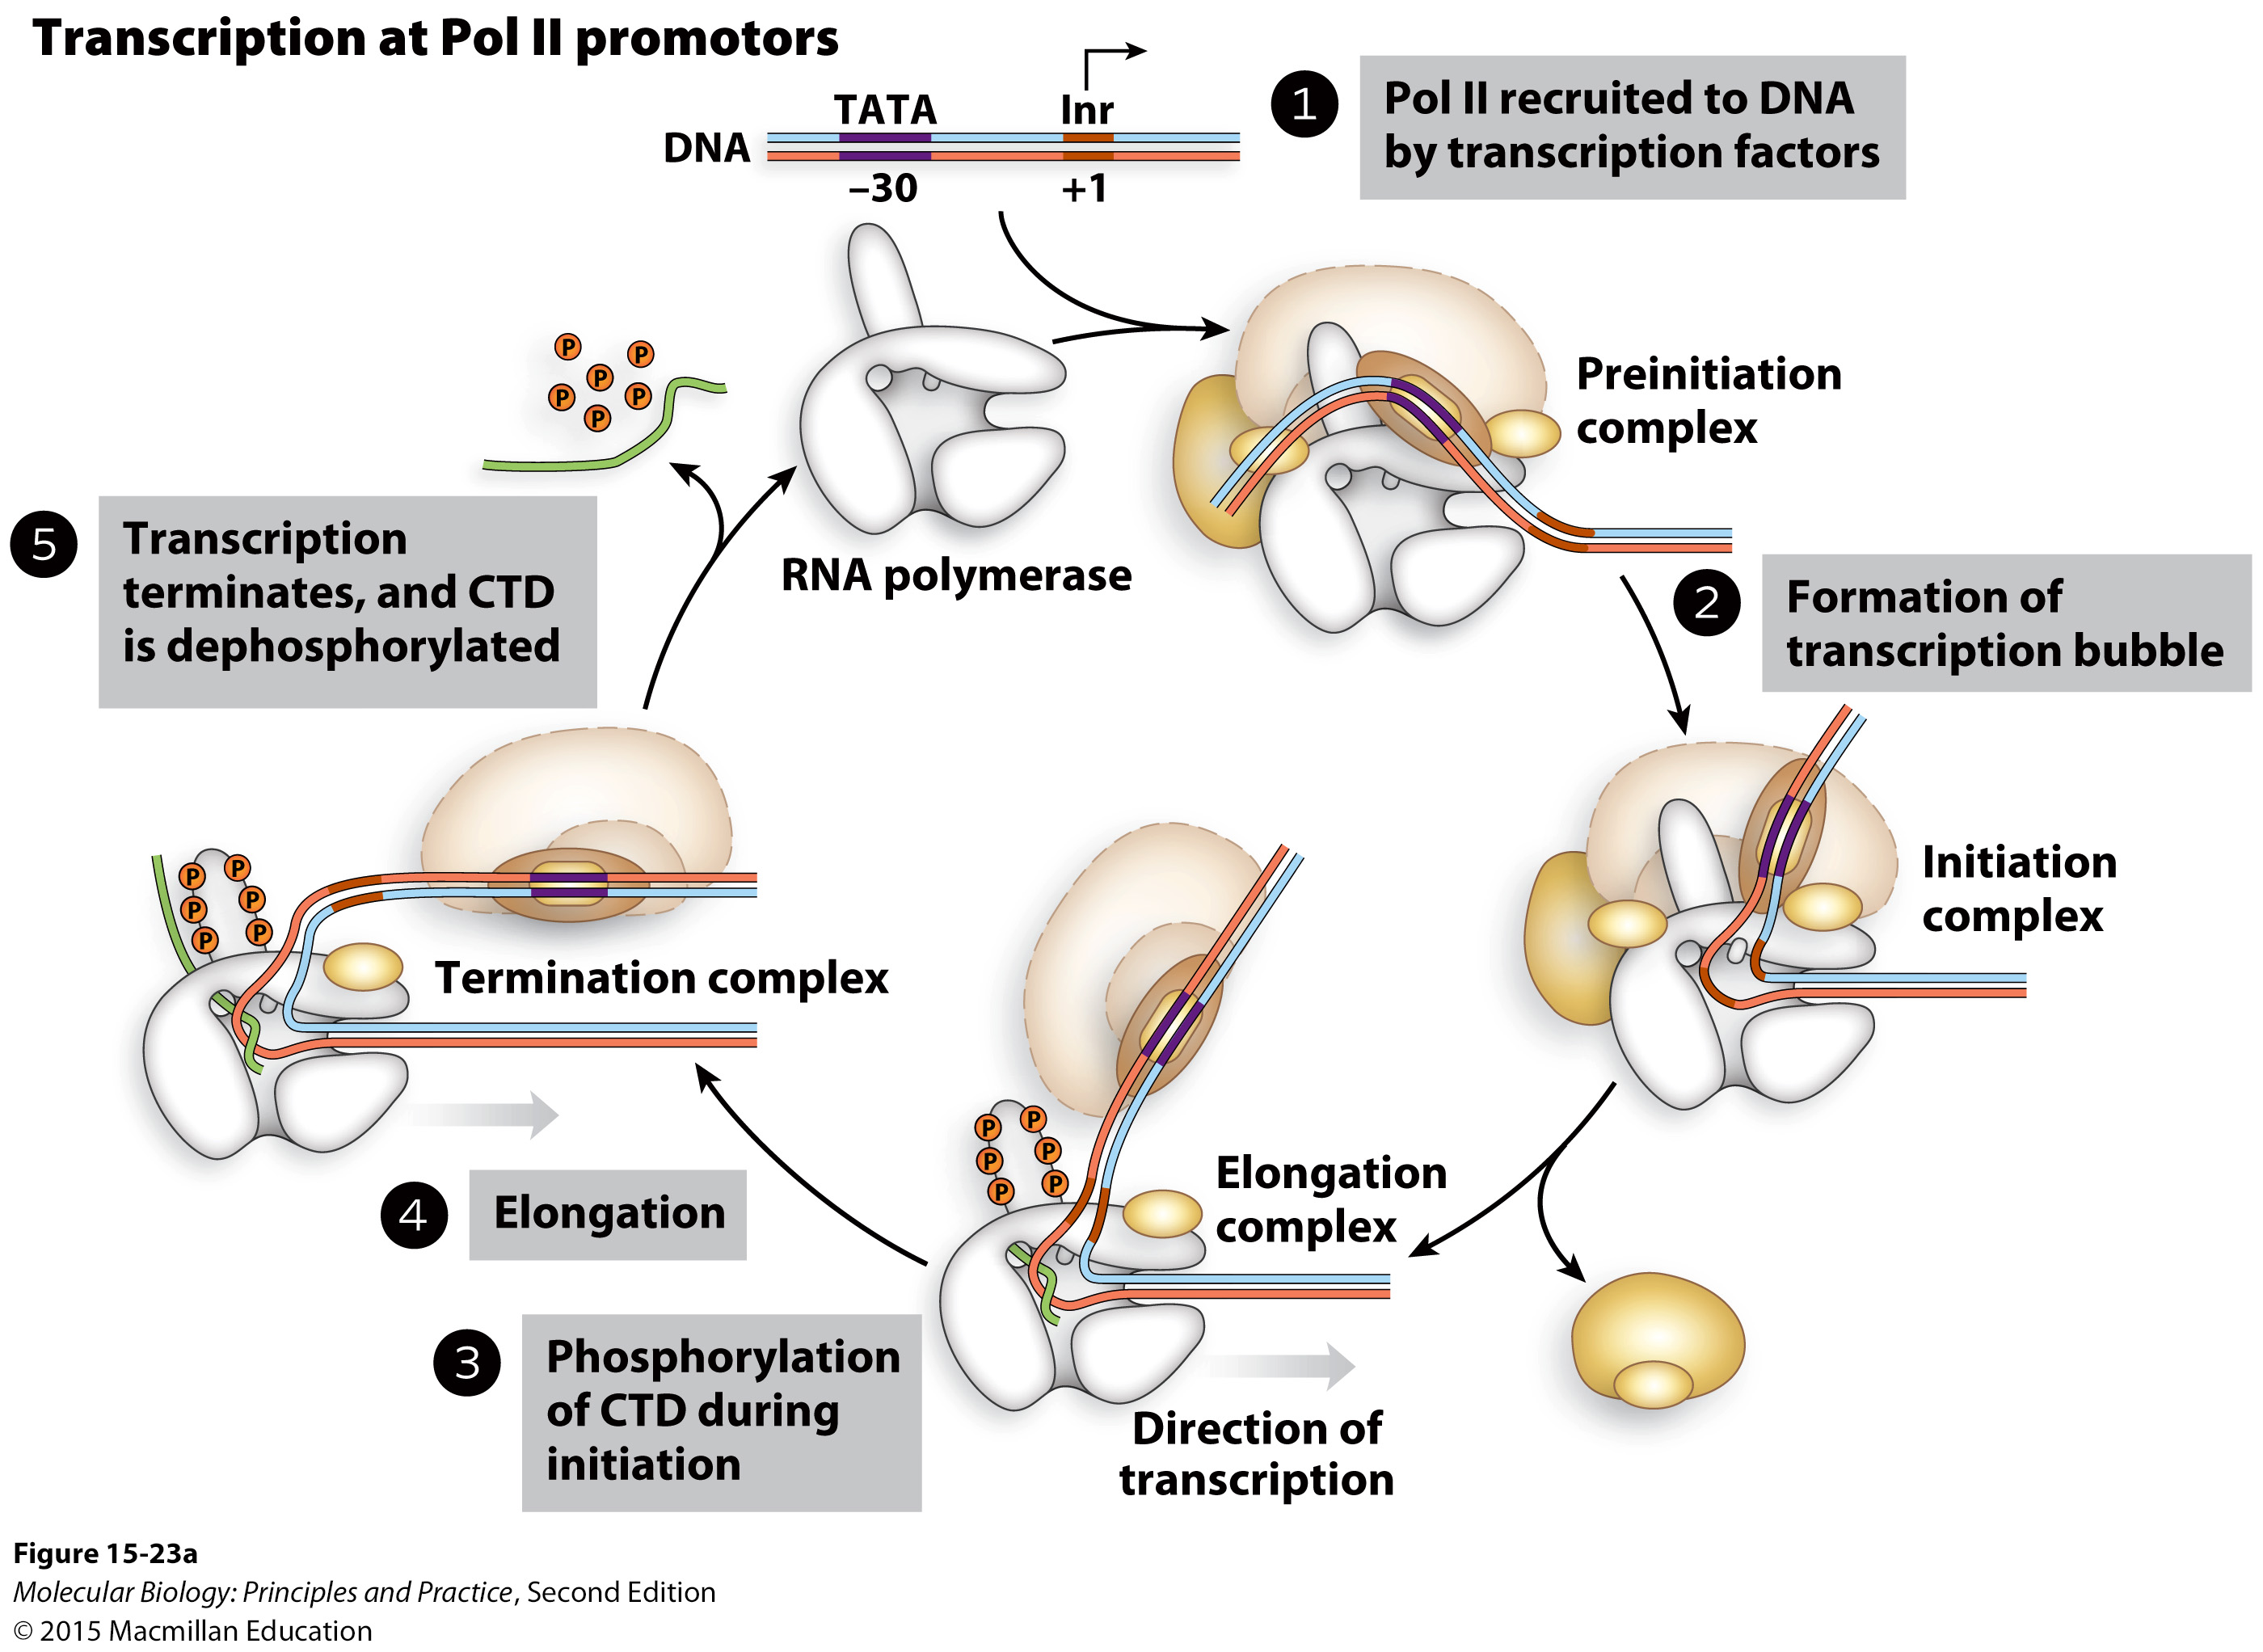 Transcription at Pol II promotors
TATA
Inr
DNA
–30
+1
1
Pol II recruited to DNA
by transcription factors
Preinitiation
complex
RNA polymerase
P
P
P
P
P
P
2
Formation of
transcription bubble
Initiation
complex
3
Phosphorylation
of CTD during
initiation
Elongation
complex
P
P
P
P
P
P
Direction of
transcription
4
Elongation
Termination complex
P
P
P
P
P
P
5
Transcription
terminates, and CTD
is dephosphorylated
Figure 15-23a
Molecular Biology: Principles and Practice, Second Edition
© 2015 Macmillan Education